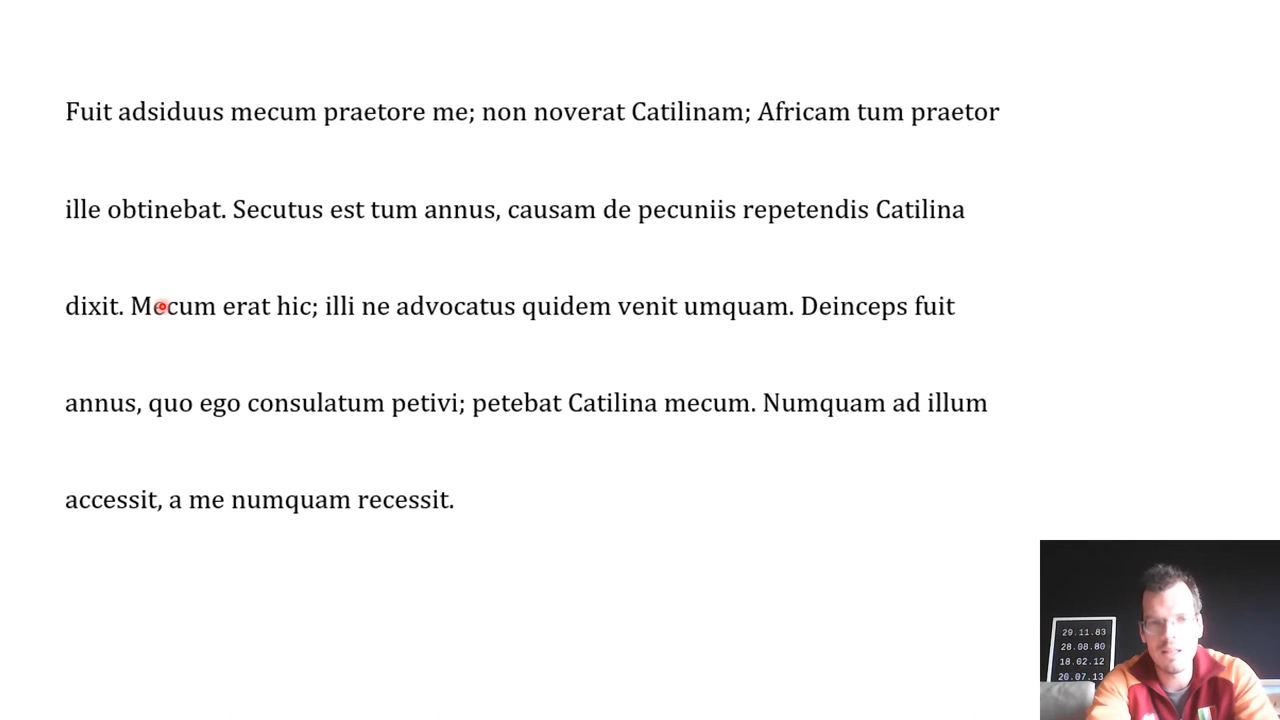 Fuit adsiduus mecum praetore me; non noverat Catilinam; Africam tum praetor
ille obtinebat. Secutus est tum annus, causam de pecuniis repetendis Catilina
dixit. Mecum erat hic; illi ne advocatus quidem venit umquam. Deinceps fuit
annus, quo ego consulatum petivi; petebat Catilina mecum. Numquam ad illum
accessit, a me numquam recessit.
29.11.83
28.08.80
18.02.12
20.07.13